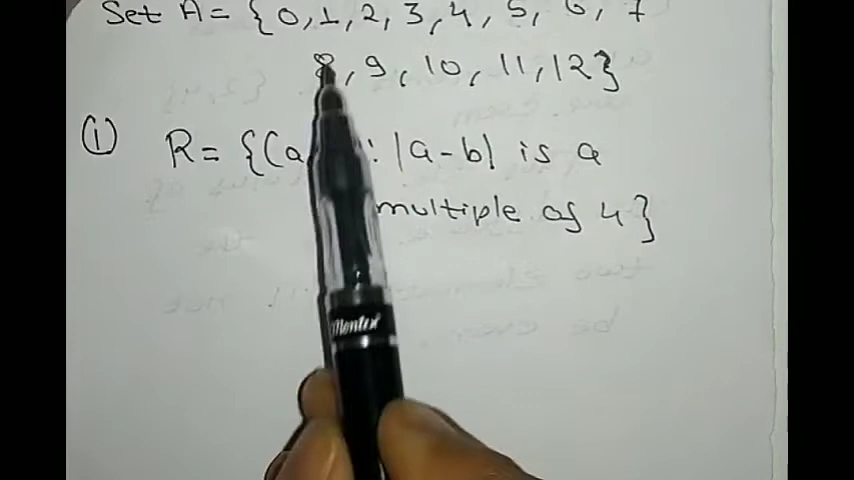 Set A = {0, 1, 2, 3, 4, 5, 6, 7
8, 9, 10, 11, 12}
① R = {(a : |a - b| is a
multiple of 4}
Montex